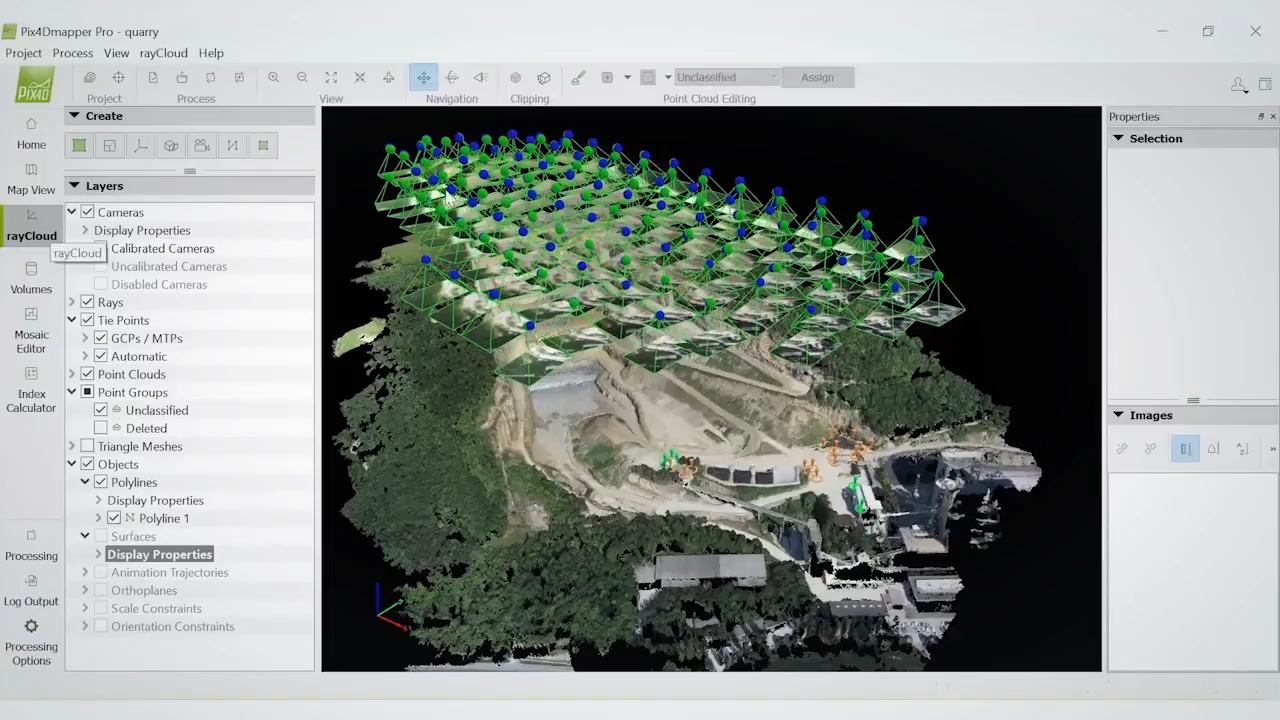 Pix4Dmapper Pro - quarry
Project Process View rayCloud Help
PIX4D
Unclassified
Assign
Project Process View Navigation Clipping Point Cloud Editing
Home
Map View
rayCloud
rayCloud
Volumes
Mosaic
Editor
Index
Calculator
Processing
Log Output
Processing
Options
Create
Layers
Cameras
Display Properties
Calibrated Cameras
Uncalibrated Cameras
Disabled Cameras
Rays
Tie Points
GCPs / MTPs
Automatic
Point Clouds
Point Groups
Unclassified
Deleted
Triangle Meshes
Objects
Polylines
Display Properties
Polyline 1
Surfaces
Display Properties
Animation Trajectories
Orthoplanes
Scale Constraints
Orientation Constraints
Properties
Selection
Images